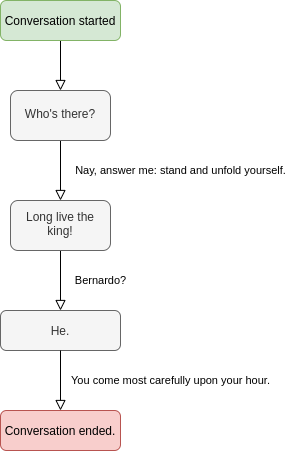 Conversation started
Who's there?
Nay, answer me: stand and unfold yourself.
Long live the
king!
Bernardo?
He.
You come most carefully upon your hour.
Conversation ended.